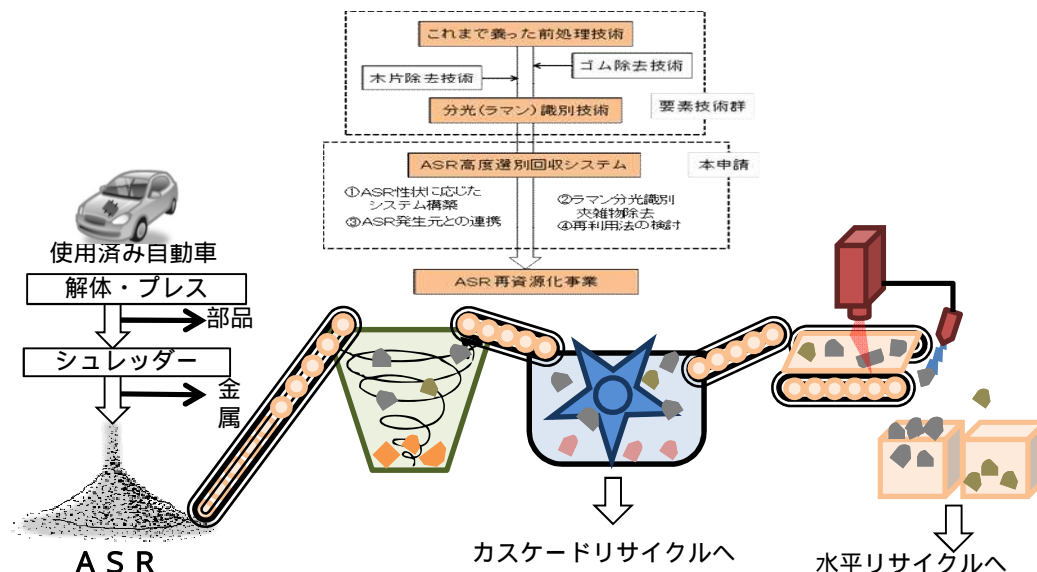 これまで養った前処理技術
ゴム除去技術
木片除去技術
分光(ラマン)識別技術
要素技術群
ASR高度選別回収システム
本申請
①ASR性状に応じた
システム構築
②ラマン分光識別
夾雑物除去
③ASR発生元との連携
④再利用法の検討
ASR再資源化事業
使用済み自動車
解体・プレス
部品
シュレッダー
金
属
ASR
カスケードリサイクルへ
水平リサイクルへ